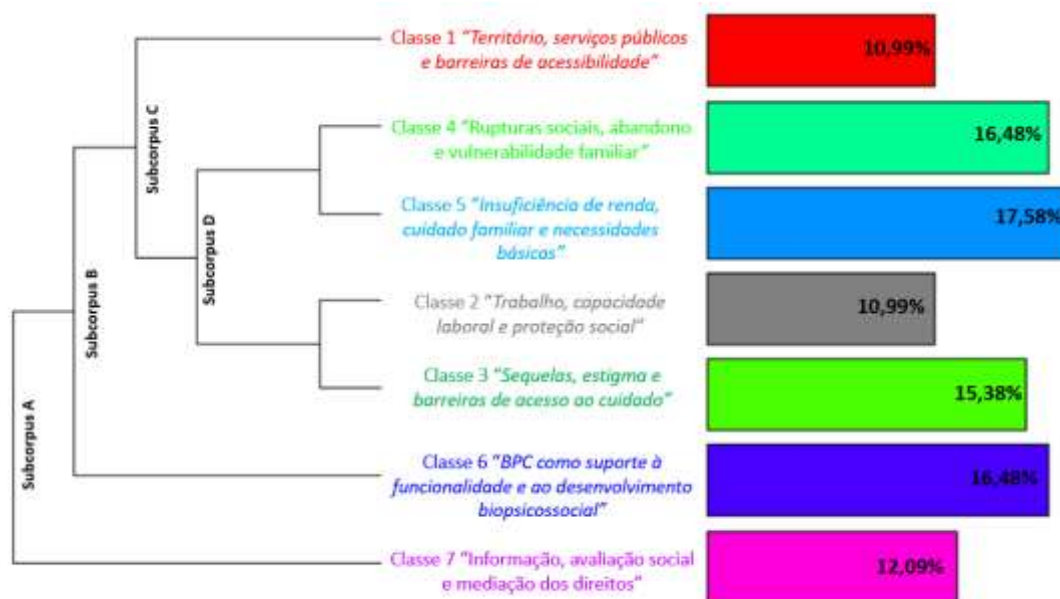 Classe 1 "Território, serviços públicos
e barreiras de acessibilidade"
10,99%
Classe 4 "Rupturas sociais, abandono
e vulnerabilidade familiar"
16,48%
Classe 5 "Insuficiência de renda,
cuidado familiar e necessidades
básicas"
17,58%
Classe 2 "Trabalho, capacidade
laboral e proteção social"
10,99%
Classe 3 "Sequelas, estigma e
barreiras de acesso ao cuidado"
15,38%
Classe 6 "BPC como suporte à
funcionalidade e ao desenvolvimento
biopsicossocial"
16,48%
Classe 7 "Informação, avaliação social
e mediação dos direitos"
12,09%
Subcorpus A
Subcorpus B
Subcorpus C
Subcorpus D